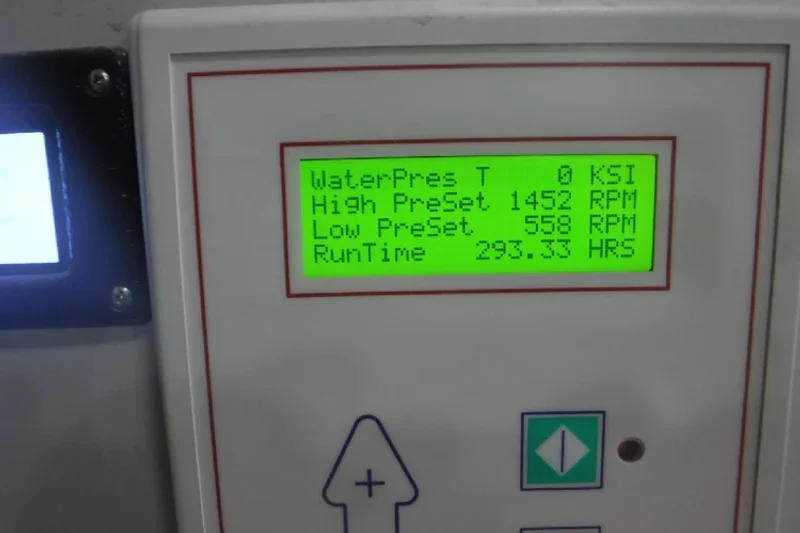 WaterPres T 0 KSI
High PreSet 1452 RPM
Low PreSet 558 RPM
RunTime 293.33 HRS
+